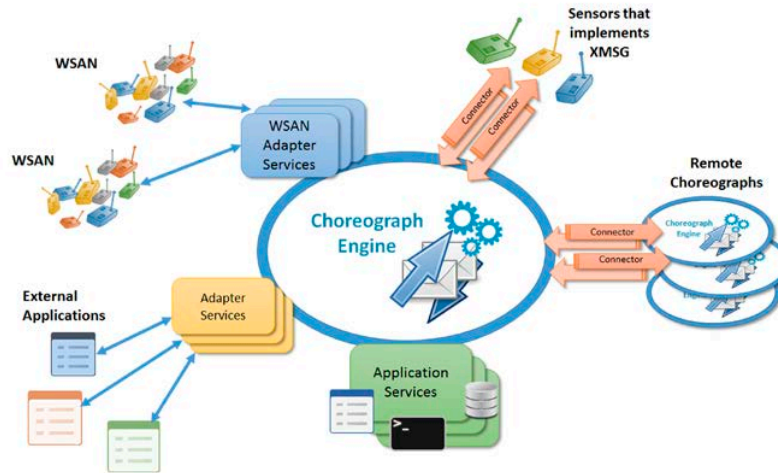 Sensors that
implements
XMSG
WSAN
Connector
Connector
WSAN
Adapter
Services
WSAN
Remote
Choreographs
Choreograph
Engine
Connector
Choreograph
Engine
Connector
External
Applications
Adapter
Services
Application
Services
>_